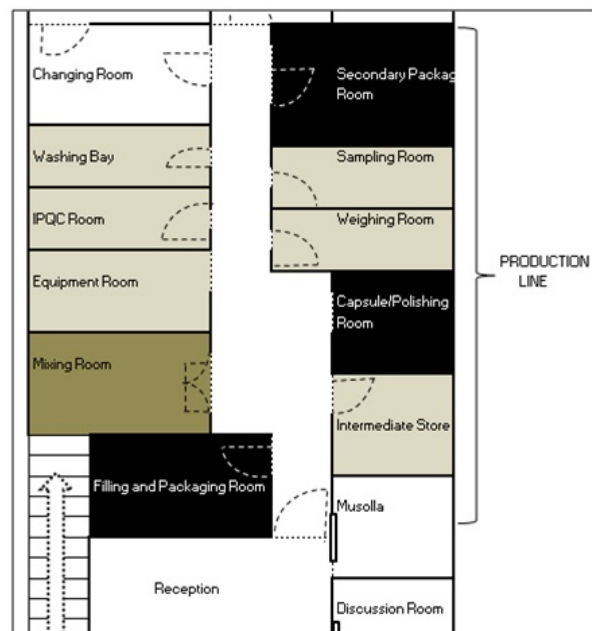 Changing Room
Secondary Packag
Room
Washing Bay
Sampling Room
IPQC Room
Weighing Room
Equipment Room
PRODUCTION
LINE
Capsule/Polishing
Room
Mixing Room
Intermediate Store
Filling and Packaging Room
Musolla
Reception
Discussion Room